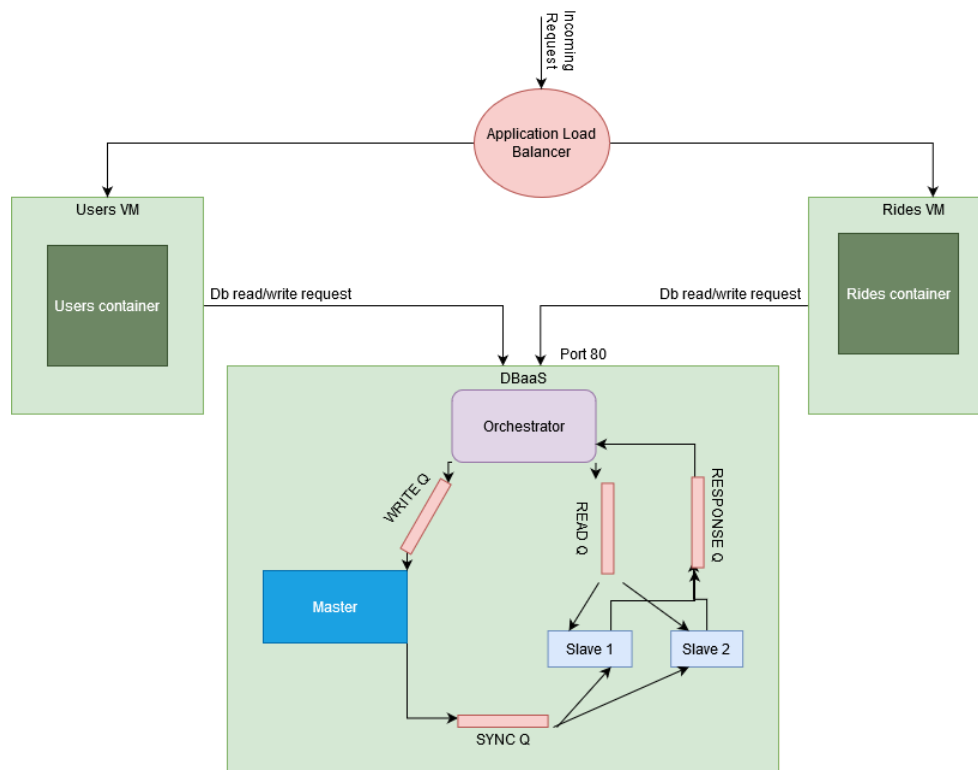 Incoming
Request
Application Load
Balancer
Users VM
Rides VM
Users container
Rides container
Db read/write request
Db read/write request
Port 80
DBaaS
Orchestrator
WRITE Q
READ Q
RESPONSE Q
Master
Slave 1
Slave 2
SYNC Q